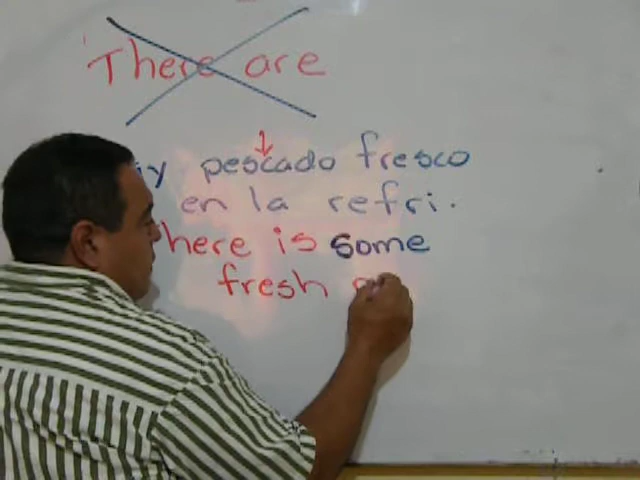 There are
pescado fresco
en la refri.
here is some
fresh